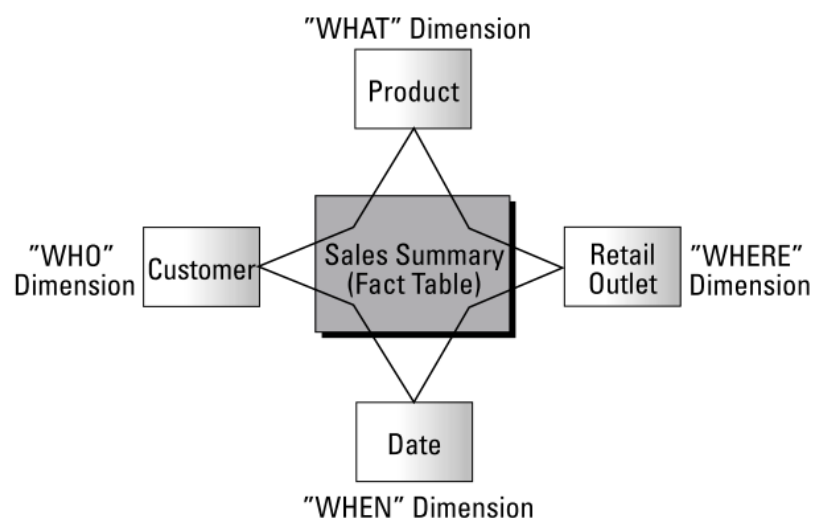 ”WHAT” Dimension
Product
”WHO”
Dimension
Customer
Sales Summary
(Fact Table)
Retail
Outlet
”WHERE”
Dimension
Date
”WHEN” Dimension